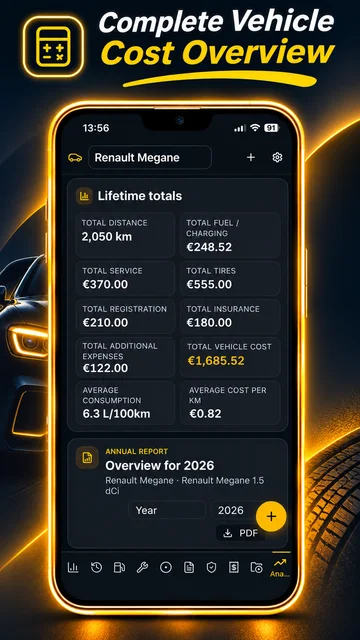 Complete Vehicle
Cost Overview
13:56
91
Renault Megane
Lifetime totals
TOTAL DISTANCE
2,050 km
TOTAL FUEL /
CHARGING
€248.52
TOTAL SERVICE
€370.00
TOTAL TIRES
€555.00
TOTAL REGISTRATION
€210.00
TOTAL INSURANCE
€180.00
TOTAL ADDITIONAL
EXPENSES
€122.00
TOTAL VEHICLE COST
€1,685.52
AVERAGE
CONSUMPTION
6.3 L/100km
AVERAGE COST PER
KM
€0.82
ANNUAL REPORT
Overview for 2026
Renault Megane · Renault Megane 1.5
dCi
Year
2026
PDF
Ana...